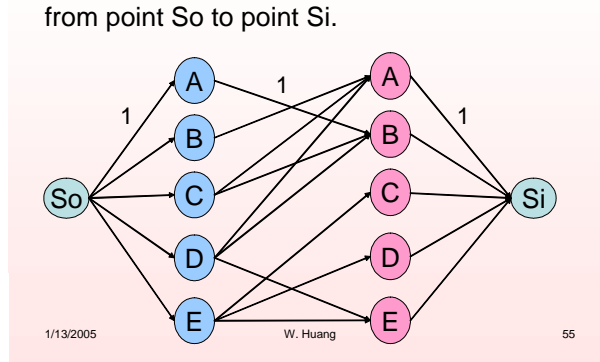 from point So to point Si.
A
1
A
1
1
B
B
C
C
So
Si
D
D
E
E
1/13/2005
W. Huang
55